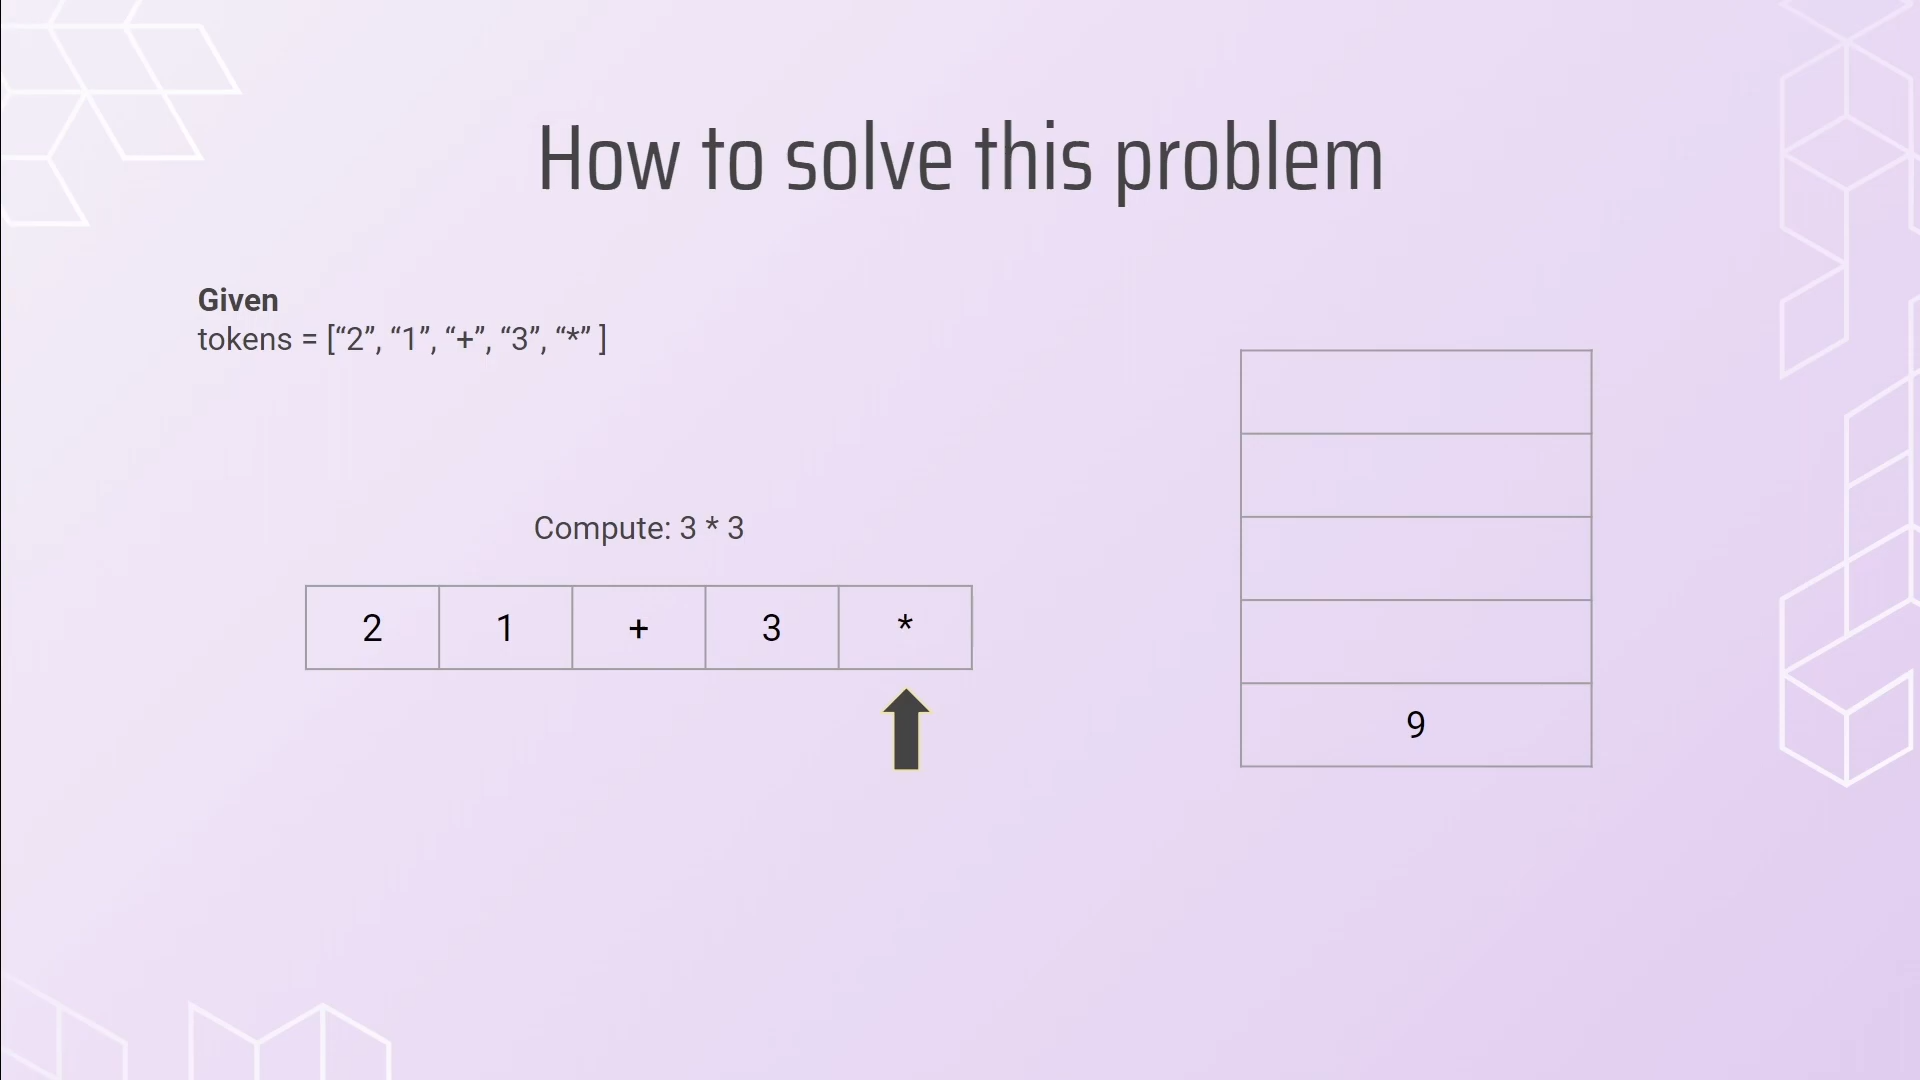 How to solve this problem
Given
tokens = [“2”, “1”, “+”, “3”, “*” ]
Compute: 3 * 3
2 1 + 3 *
9